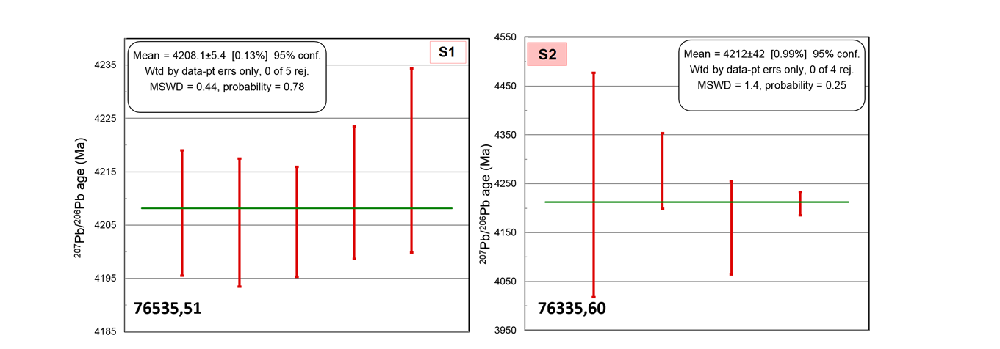 Mean = 4208.1±5.4 [0.13%] 95% conf.
Wtd by data-pt errs only, 0 of 5 rej.
MSWD = 0.44, probability = 0.78
S1
4235
4225
4215
4205
4195
4185
207Pb/206Pb age (Ma)
76535,51
S2
Mean = 4212±42 [0.99%] 95% conf.
Wtd by data-pt errs only, 0 of 4 rej.
MSWD = 1.4, probability = 0.25
4550
4450
4350
4250
4150
4050
3950
207Pb/206Pb age (Ma)
76335,60